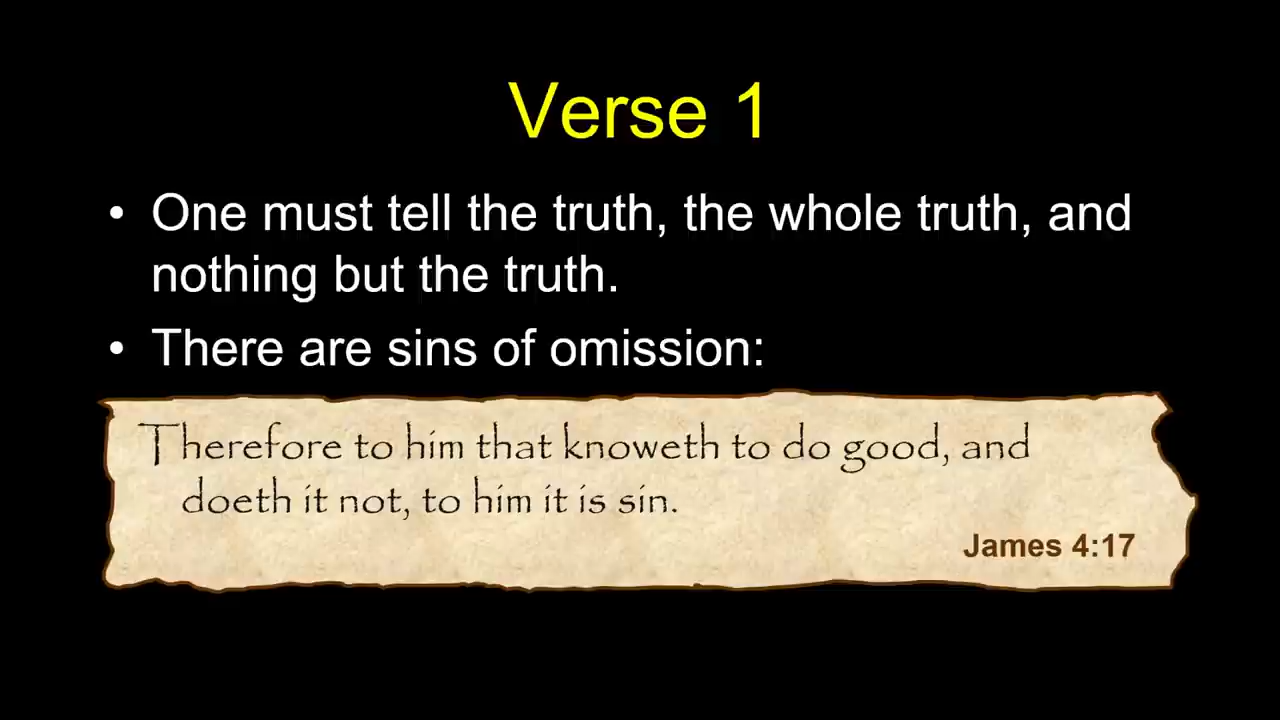 Verse 1
• One must tell the truth, the whole truth, and
nothing but the truth.
• There are sins of omission:
Therefore to him that knoweth to do good, and
doeth it not, to him it is sin.
James 4:17